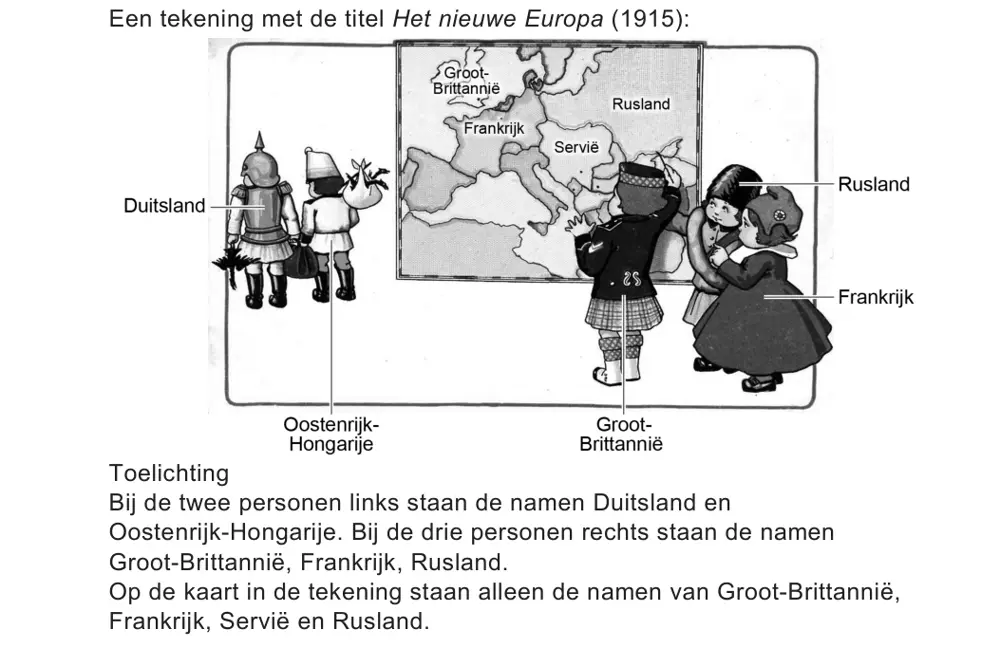 Een tekening met de titel Het nieuwe Europa (1915):
Groot-
Brittannië
Rusland
Frankrijk
Servië
Duitsland
Rusland
Frankrijk
Oostenrijk-
Hongarije
Groot-
Brittannië
Toelichting
Bij de twee personen links staan de namen Duitsland en
Oostenrijk-Hongarije. Bij de drie personen rechts staan de namen
Groot-Brittannië, Frankrijk, Rusland.
Op de kaart in de tekening staan alleen de namen van Groot-Brittannië,
Frankrijk, Servië en Rusland.